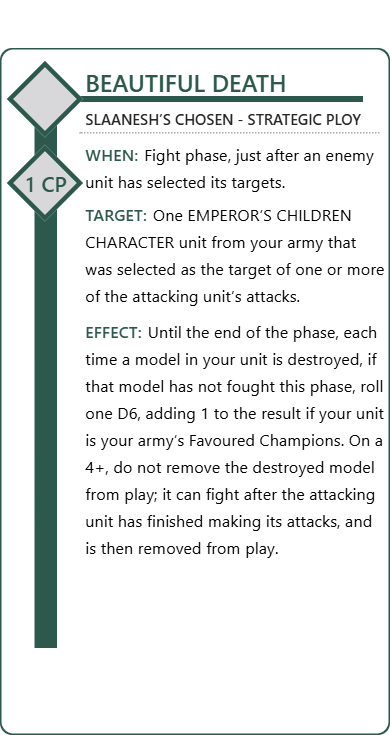 BEAUTIFUL DEATH
SLAANESH’S CHOSEN - STRATEGIC PLOY
1 CP
WHEN: Fight phase, just after an enemy
unit has selected its targets.
TARGET: One EMPEROR’S CHILDREN
CHARACTER unit from your army that
was selected as the target of one or more
of the attacking unit’s attacks.
EFFECT: Until the end of the phase, each
time a model in your unit is destroyed, if
that model has not fought this phase, roll
one D6, adding 1 to the result if your unit
is your army’s Favoured Champions. On a
4+, do not remove the destroyed model
from play; it can fight after the attacking
unit has finished making its attacks, and
is then removed from play.